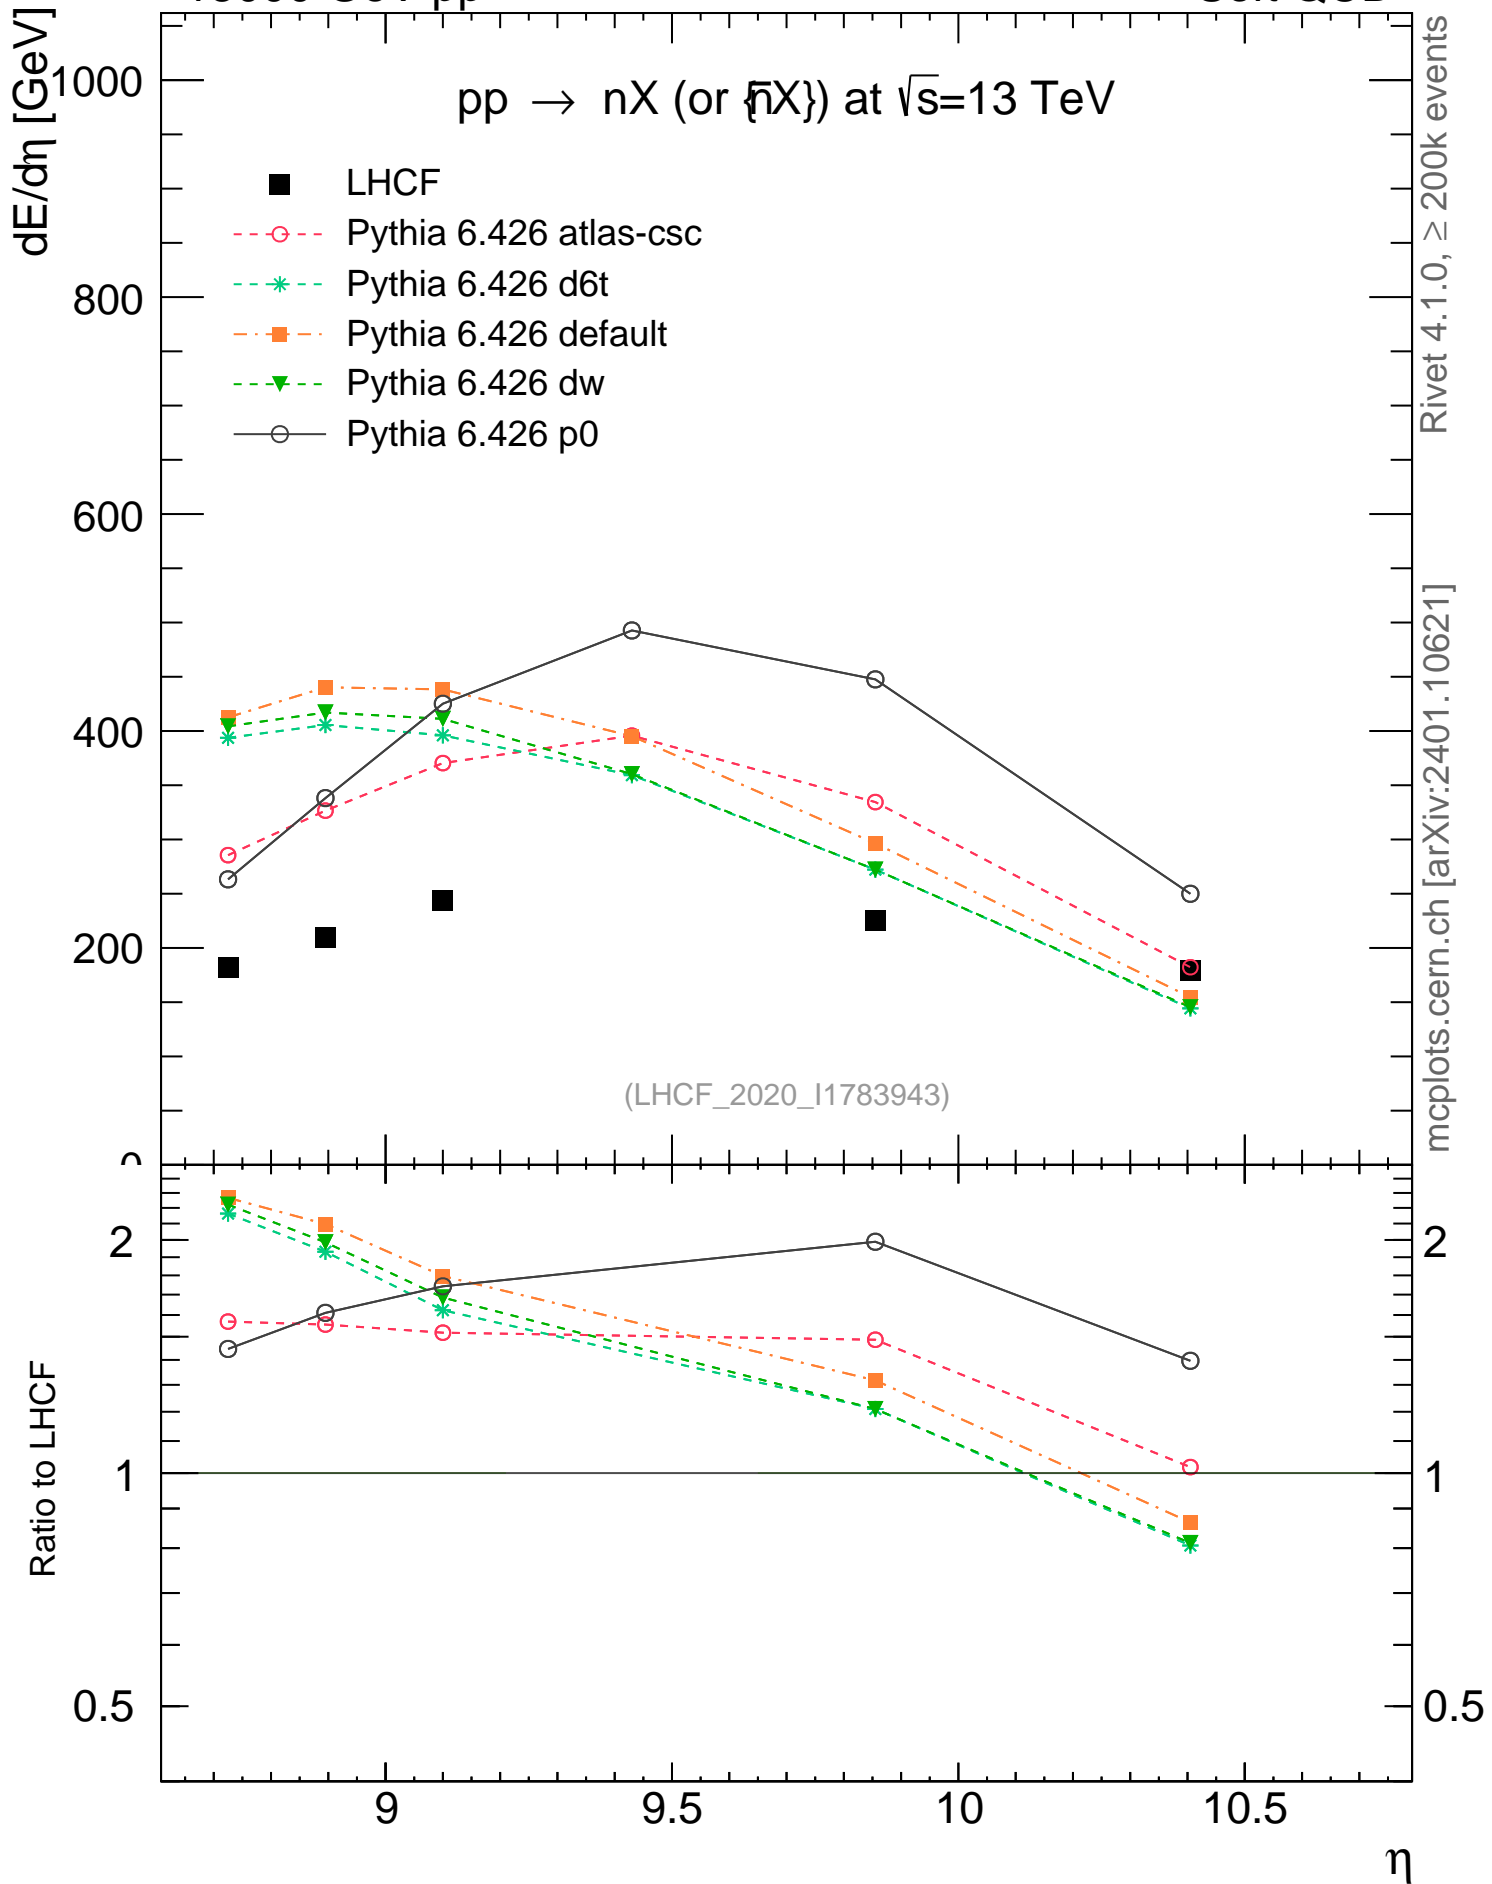 dE/dη [GeV]
pp → nX (or {n̄X}) at √s=13 TeV
LHCF
Pythia 6.426 atlas-csc
Pythia 6.426 d6t
Pythia 6.426 default
Pythia 6.426 dw
Pythia 6.426 p0
1000
800
600
400
200
0
(LHCF_2020_I1783943)
Rivet 4.1.0, ≥ 200k events
mcplots.cern.ch [arXiv:2401.10621]
Ratio to LHCF
2
1
0.5
2
1
0.5
9
9.5
10
10.5
η